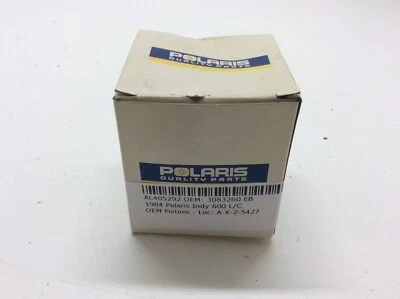 POLARIS
QUALITY PARTS
POLARIS
QUALITY PARTS
AL405292 OEM: 3083260 EB
1984 Polaris Indy 600 L/C
OEM Pistons - Loc: A-X-2-5427